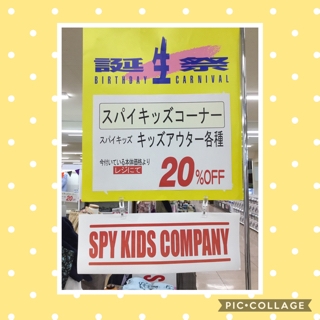 誕生祭
BIRTHDAY CARNIVAL
スパイキッズコーナー
スパイキッズ キッズアウター各種
今付いている本体価格より
レジにて
20%OFF
SPY KIDS COMPANY
PIC•COLLAGE